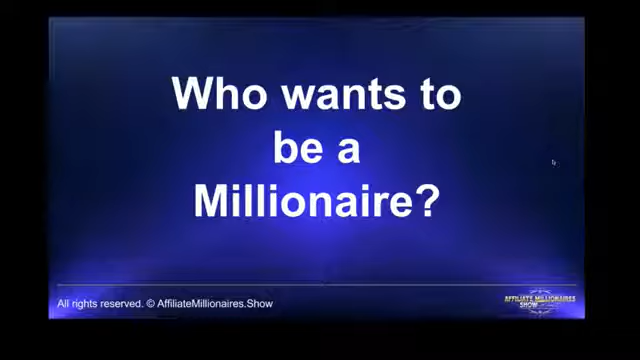 Who wants to
be a
Millionaire?
All rights reserved. © AffiliateMillionaires.Show
AFFILIATE MILLIONAIRES
SHOW